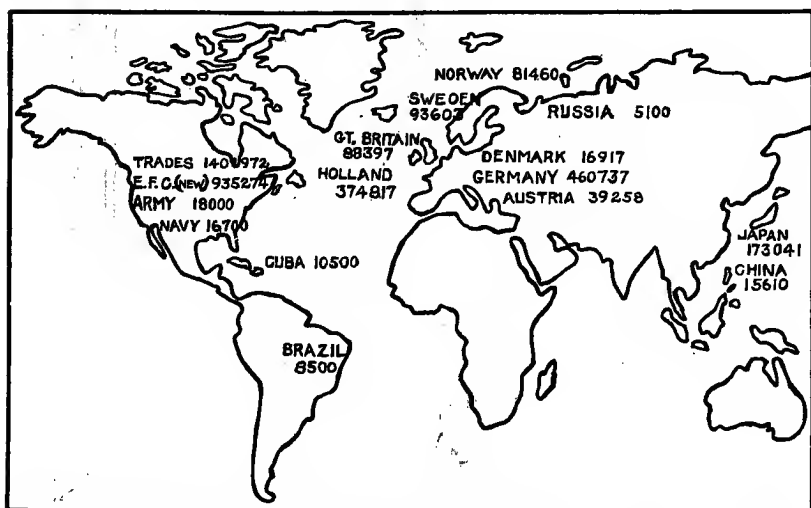 NORWAY 81460
SWEDEN
93603
RUSSIA 5100
GT. BRITAIN
88397
HOLLAND
374817
DENMARK 16917
GERMANY 460737
AUSTRIA 39258
TRADES 1401972
E.F.C.(NEW) 935274
ARMY 18000
NAVY 16700
CUBA 10500
JAPAN
173041
CHINA
15610
BRAZIL
8500